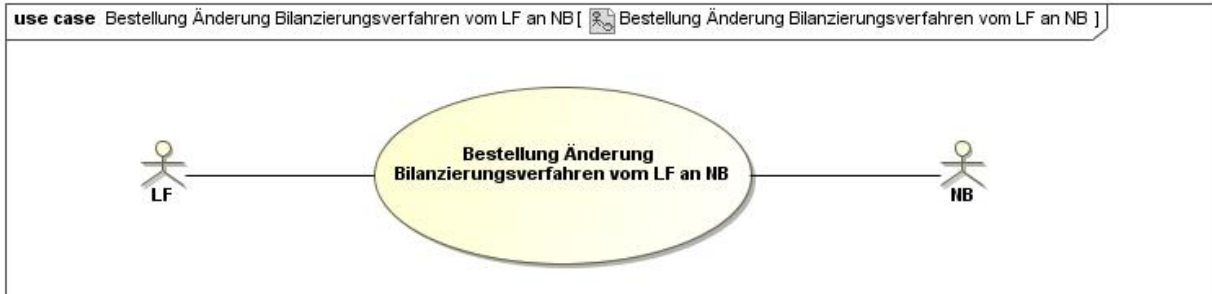 use case Bestellung Änderung Bilanzierungsverfahren vom LF an NB[ Bestellung Änderung Bilanzierungsverfahren vom LF an NB ]
Bestellung Änderung
Bilanzierungsverfahren vom LF an NB
LF
NB